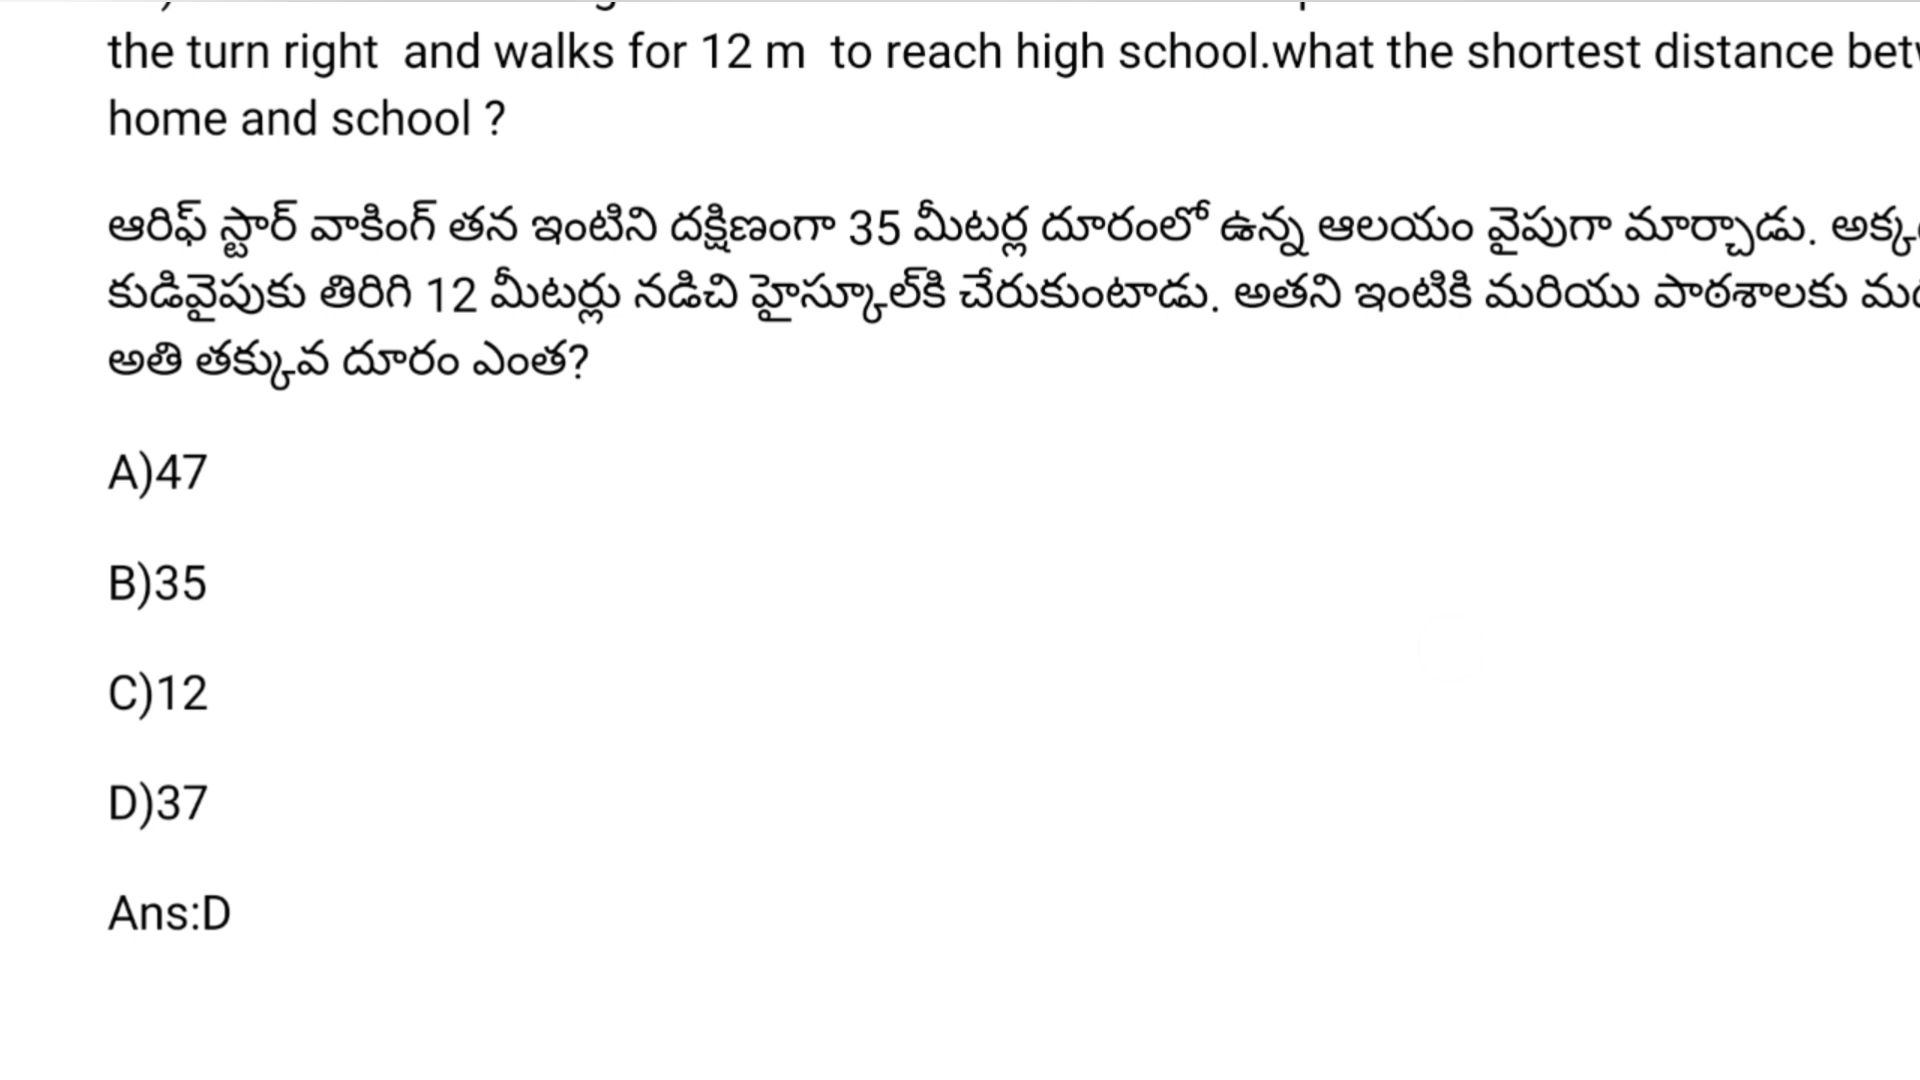 the turn right and walks for 12 m to reach high school.what the shortest distance
home and school ?
ఆరిఫ్ స్టార్ వాకింగ్ తన ఇంటిని దక్షిణంగా 35 మీటర్ల దూరంలో ఉన్న ఆలయం వైపుగా మార్చాడు.
కుడివైపుకు తిరిగి 12 మీటర్లు నడిచి హైస్కూల్‌కి చేరుకుంటాడు. అతని ఇంటికి మరియు పాఠశాలకు
అతి తక్కువ దూరం ఎంత?
A)47
B)35
C)12
D)37
Ans:D